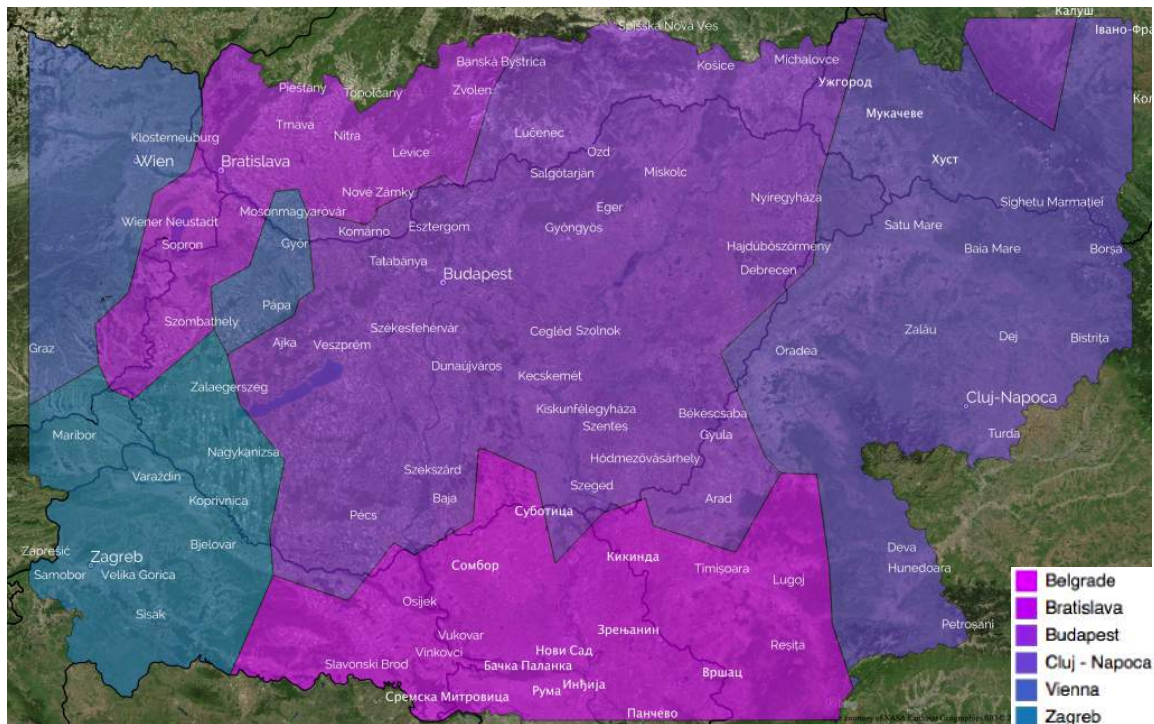 Калуш
Spišská Nová Ves
Івано-Фра
Banská Bystrica
Košice
Michalovce
Ужгород
Piešťany
Topoľčany
Zvolen
Кол
Мукачеве
Trnava
Nitra
Lučenec
Klosterneuburg
Wien
Bratislava
Levice
Ózd
Salgótarján
Miskolc
Хуст
Nové Zámky
Nyíregyháza
Sighetu Marmației
Mosonmagyaróvár
Wiener Neustadt
Eger
Komárno
Esztergom
Gyöngyös
Satu Mare
Sopron
Győr
Hajdúböszörmény
Baia Mare
Borșa
Tatabánya
Debrecen
Budapest
Pápa
Szombathely
Székesfehérvár
Cegléd
Szolnok
Zalău
Dej
Bistrița
Graz
Ajka
Veszprém
Oradea
Dunaújváros
Kecskemét
Zalaegerszeg
Cluj-Napoca
Kiskunfélegyháza
Békéscsaba
Szentes
Maribor
Gyula
Turda
Nagykanizsa
Hódmezővásárhely
Szekszárd
Varaždin
Szeged
Koprivnica
Baja
Arad
Pécs
Суботица
Bjelovar
Zaprešić
Zagreb
Кикинда
Deva
Сомбор
Timișoara
Hunedoara
Samobor
Velika Gorica
Lugoj
Osijek
Sisak
Зрењанин
Petroșani
Vukovar
Reșița
Vinkovci
Нови Сад
Slavonski Brod
Бачка Паланка
Вршац
Инђија
Сремска Митровица
Рума
Панчево
Belgrade
Bratislava
Budapest
Cluj - Napoca
Vienna
Zagreb